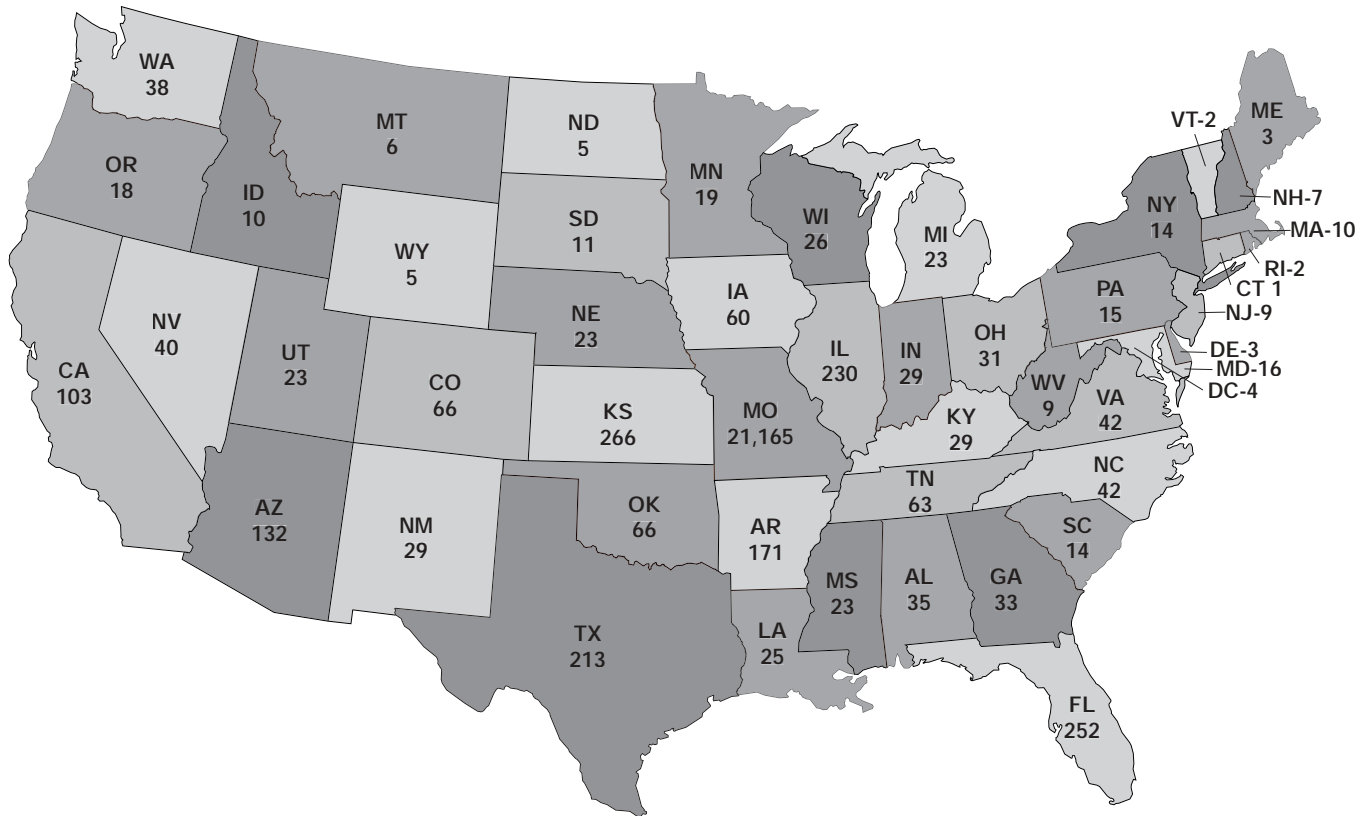 WA
38
OR
18
CA
103
ID
10
NV
40
MT
6
WY
5
UT
23
AZ
132
CO
66
NM
29
ND
5
SD
11
NE
23
KS
266
OK
66
TX
213
MN
19
IA
60
MO
21,165
AR
171
LA
25
WI
26
IL
230
MI
23
IN
29
OH
31
KY
29
TN
63
MS
23
AL
35
GA
33
FL
252
SC
14
NC
42
VA
42
WV
9
PA
15
NY
14
VT-2
ME
3
NH-7
MA-10
RI-2
CT 1
NJ-9
DE-3
MD-16
DC-4